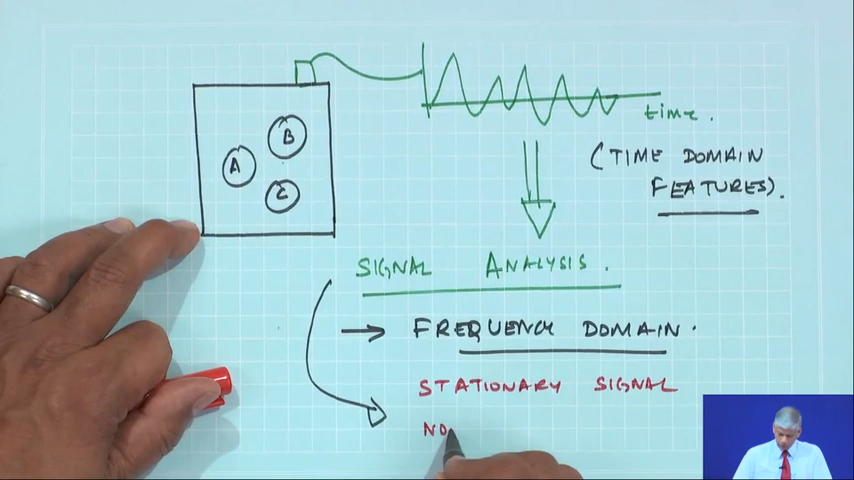 B
A
C
time.
(TIME DOMAIN
FEATURES).
SIGNAL ANALYSIS.
→ FREQUENCY DOMAIN.
STATIONARY SIGNAL
NO